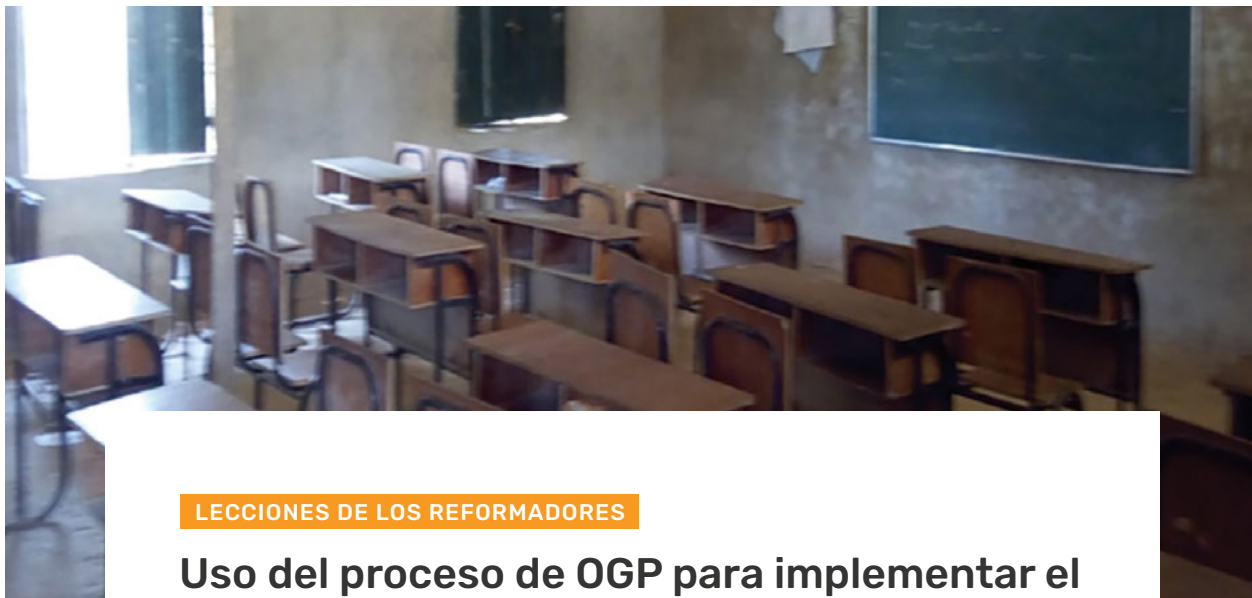 LECCIONES DE LOS REFORMADORES
Uso del proceso de OGP para implementar el